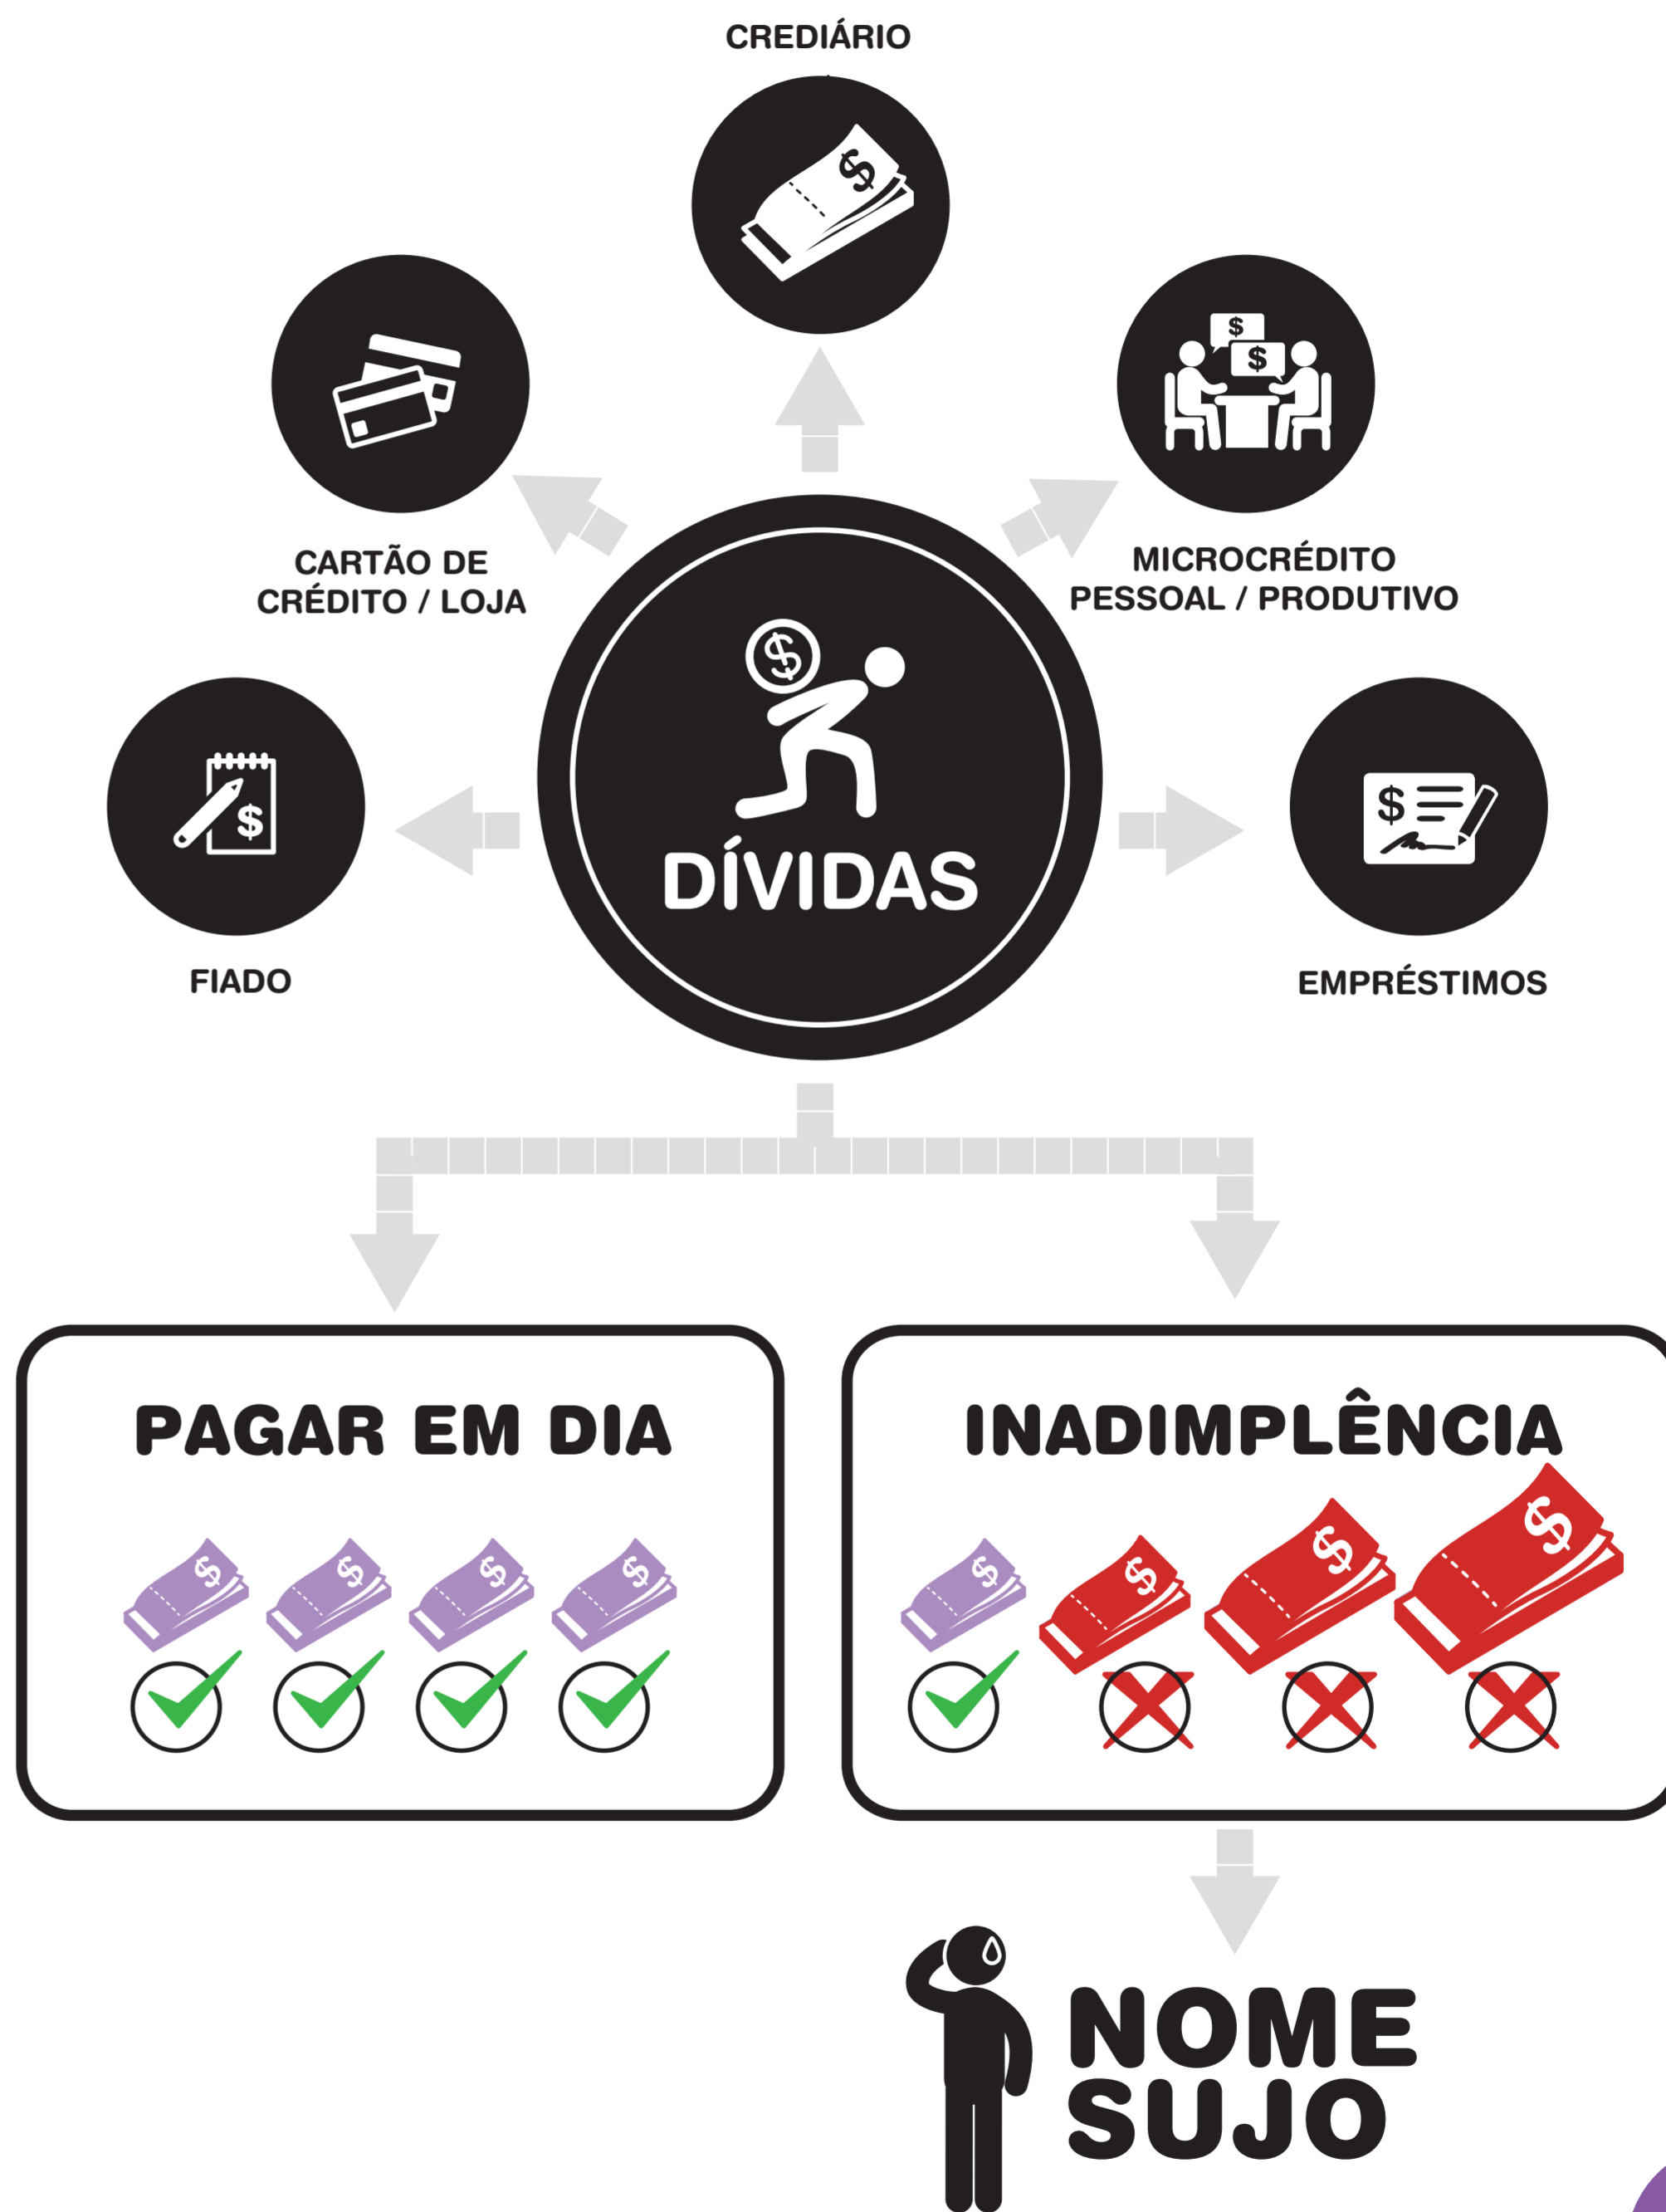 CREDIÁRIO
CARTÃO DE
CRÉDITO / LOJA
MICROCRÉDITO
PESSOAL / PRODUTIVO
DÍVIDAS
FIADO
EMPRÉSTIMOS
PAGAR EM DIA
INADIMPLÊNCIA
NOME
SUJO